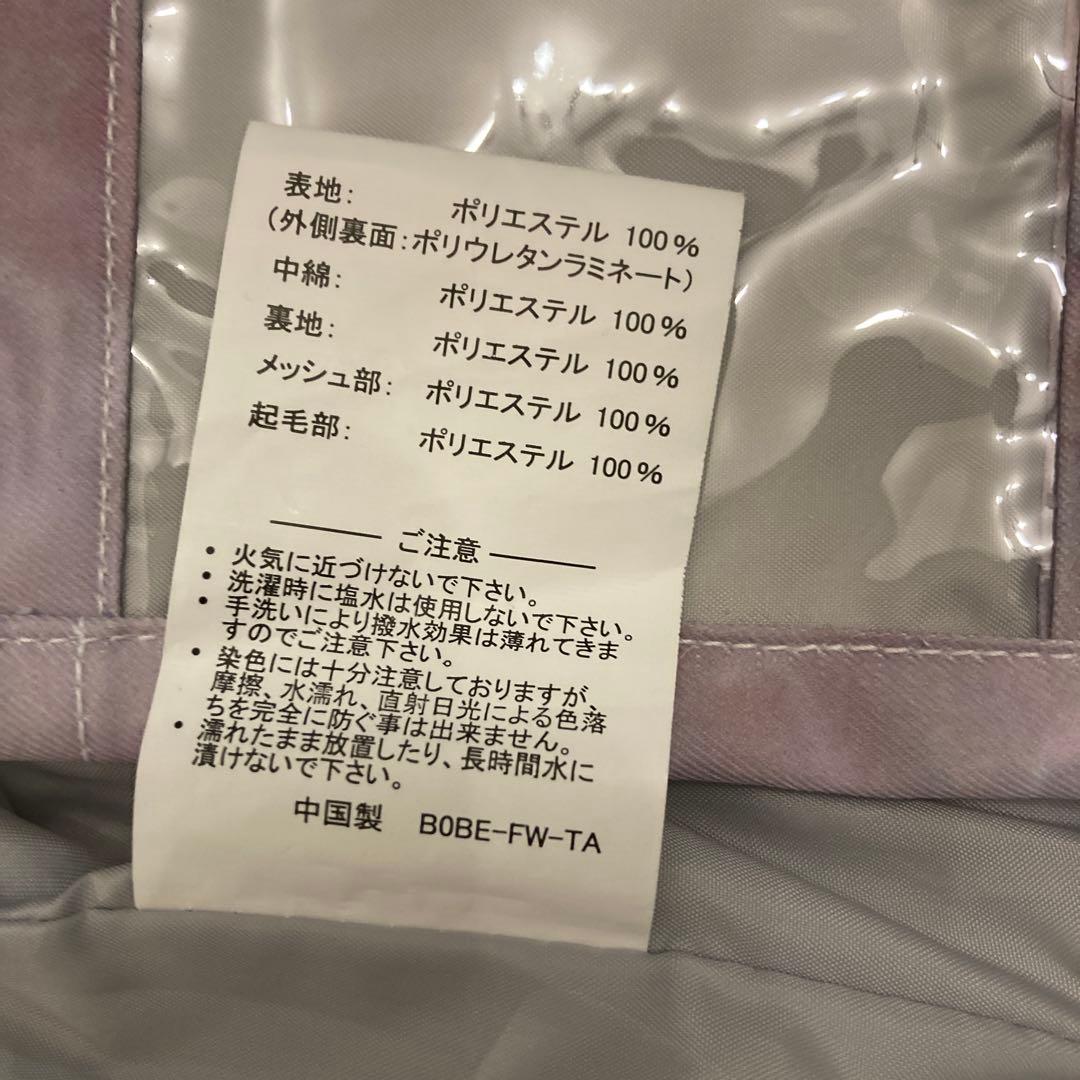 表地: ポリエステル 100%
(外側裏面:ポリウレタンラミネート)
中綿: ポリエステル 100%
裏地: ポリエステル 100%
メッシュ部: ポリエステル 100%
起毛部: ポリエステル 100%
ご注意
• 火気に近づけないで下さい。
• 洗濯時に塩水は使用しないで下さい。
• 手洗いにより撥水効果は薄れてきま
すのでご注意下さい。
• 染色には十分注意しておりますが、
摩擦、水濡れ、直射日光による色落
ちを完全に防ぐ事は出来ません。
• 濡れたまま放置したり、長時間水に
漬けないで下さい。
中国製 B0BE-FW-TA